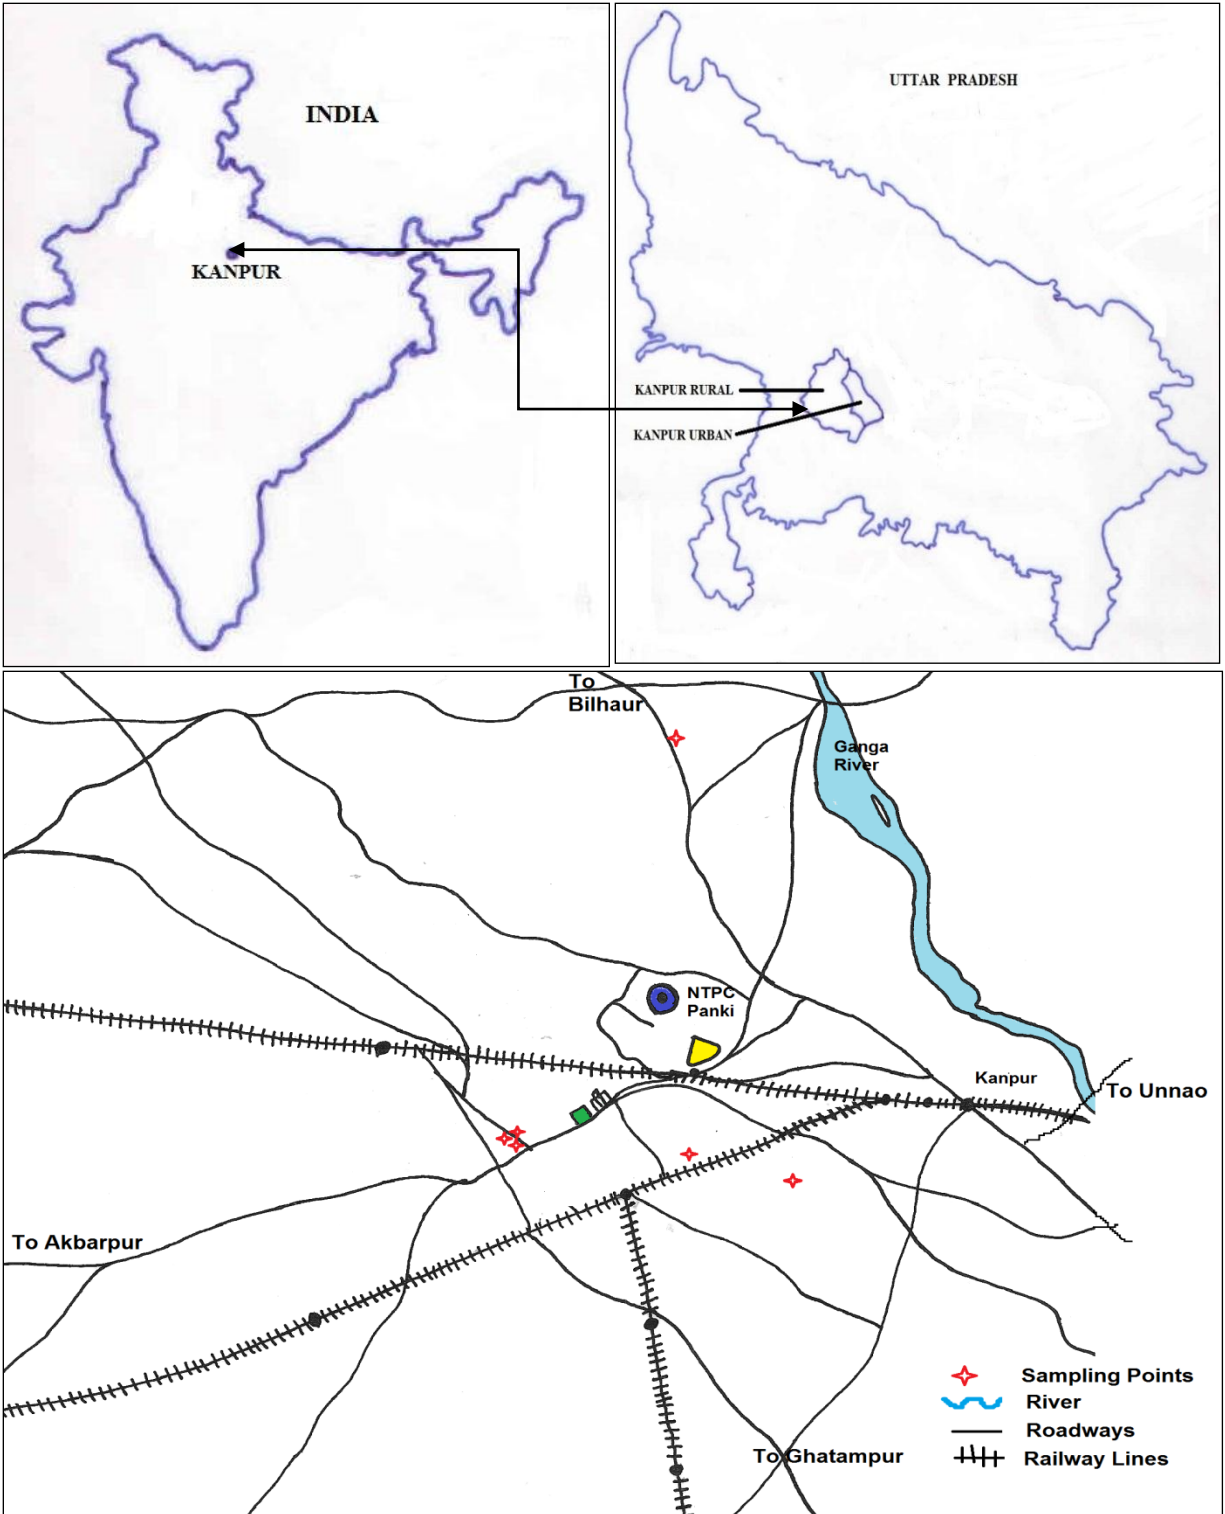 INDIA
KANPUR
UTTAR PRADESH
KANPUR RURAL
KANPUR URBAN
To
Bilhaur
Ganga
River
NTPC
Panki
Kanpur
To Unnao
To Akbarpur
To Ghatampur
Sampling Points
River
Roadways
Railway Lines